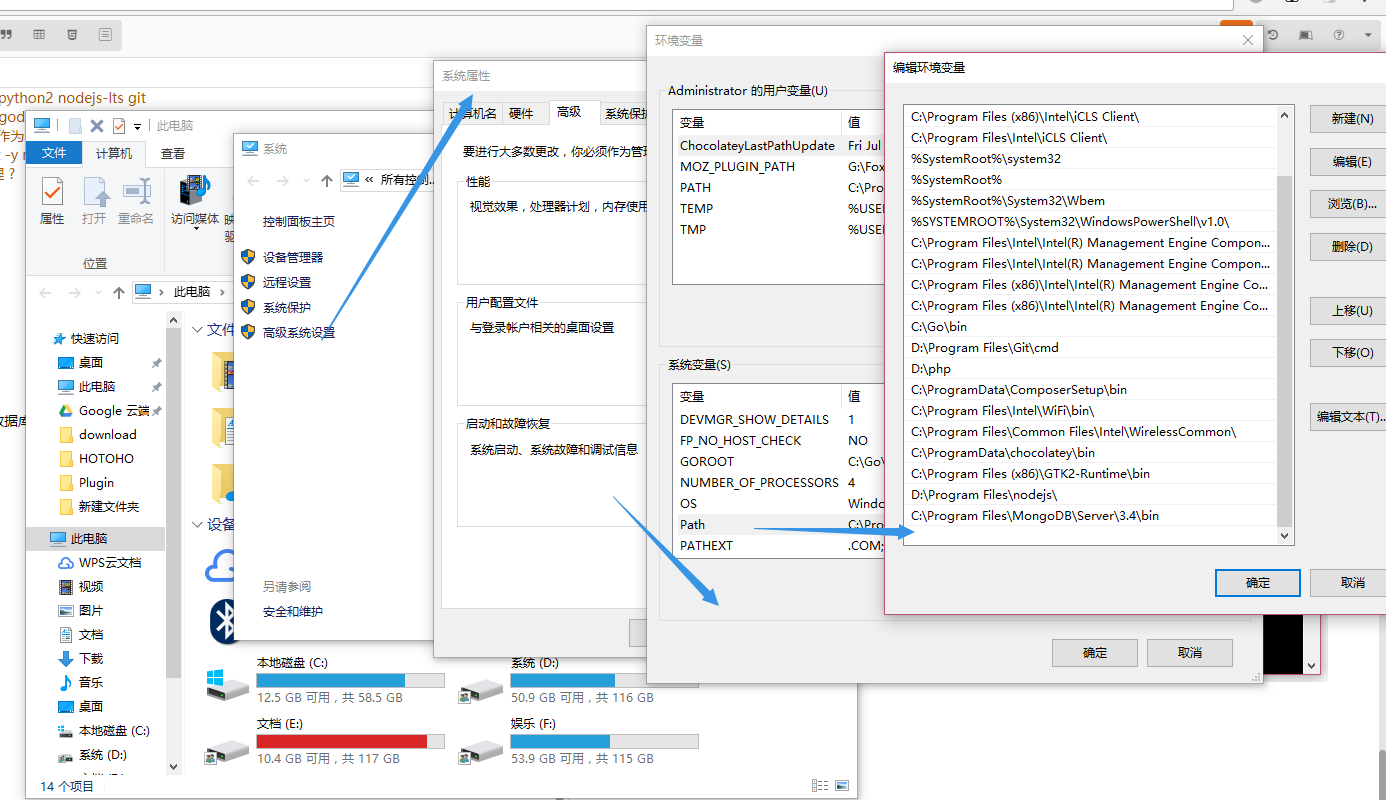 python2 nodejs-lts git
god
作为
-y
理?
数据库
此电脑
文件
计算机
查看
属性
打开
重命名
访问媒体
映
驱
位置
此电脑
快速访问
桌面
此电脑
Google 云端
download
HOTOHO
Plugin
新建文件夹
此电脑
WPS云文档
视频
图片
文档
下载
音乐
桌面
本地磁盘 (C:)
系统 (D:)
14 个项目
文件
设备
本地磁盘 (C:)
12.5 GB 可用，共 58.5 GB
系统 (D:)
50.9 GB 可用，共 116 GB
文档 (E:)
10.4 GB 可用，共 117 GB
娱乐 (F:)
53.9 GB 可用，共 115 GB
系统
« 所有控制...
控制面板主页
设备管理器
远程设置
系统保护
高级系统设置
另请参阅
安全和维护
系统属性
计算机名
硬件
高级
系统保护
要进行大多数更改，你必须作为管理
性能
视觉效果，处理器计划，内存使用
用户配置文件
与登录帐户相关的桌面设置
启动和故障恢复
系统启动、系统故障和调试信息
环境变量
Administrator 的用户变量(U)
变量 值
ChocolateyLastPathUpdate Fri Jul
MOZ_PLUGIN_PATH G:\Fox
PATH C:\Pro
TEMP %USE
TMP %USE
系统变量(S)
变量 值
DEVMGR_SHOW_DETAILS 1
FP_NO_HOST_CHECK NO
GOROOT C:\Go\
NUMBER_OF_PROCESSORS 4
OS Windo
Path C:\Pro
PATHEXT .COM;
确定
取消
编辑环境变量
C:\Program Files (x86)\Intel\iCLS Client\
C:\Program Files\Intel\iCLS Client\
%SystemRoot%\system32
%SystemRoot%
%SystemRoot%\System32\Wbem
%SYSTEMROOT%\System32\WindowsPowerShell\v1.0\
C:\Program Files\Intel\Intel(R) Management Engine Compon...
C:\Program Files\Intel\Intel(R) Management Engine Compon...
C:\Program Files (x86)\Intel\Intel(R) Management Engine Co...
C:\Program Files (x86)\Intel\Intel(R) Management Engine Co...
C:\Go\bin
D:\Program Files\Git\cmd
D:\php
C:\ProgramData\ComposerSetup\bin
C:\Program Files\Intel\WiFi\bin\
C:\Program Files\Common Files\Intel\WirelessCommon\
C:\ProgramData\chocolatey\bin
C:\Program Files (x86)\GTK2-Runtime\bin
D:\Program Files\nodejs\
C:\Program Files\MongoDB\Server\3.4\bin
新建(N)
编辑(E)
浏览(B)...
删除(D)
上移(U)
下移(O)
编辑文本(T)...
确定
取消